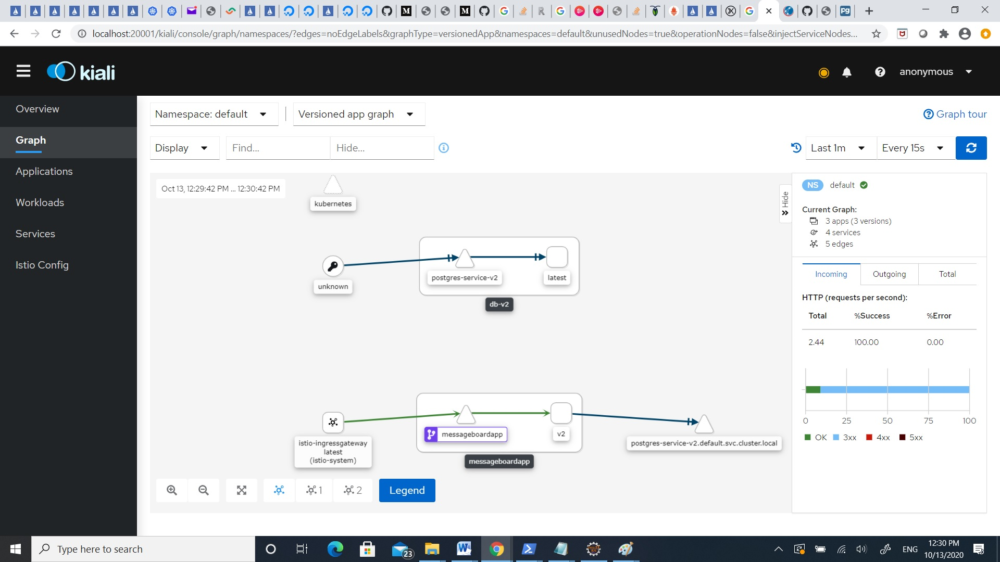 localhost:20001/kiali/console/graph/namespaces/?edges=noEdgeLabels&graphType=versionedApp&namespaces=default&unusedNodes=true&operationNodes=false&injectServiceNodes...
kiali
anonymous
Overview
Graph
Applications
Workloads
Services
Istio Config
Namespace: default
Versioned app graph
Graph tour
Display
Find...
Hide...
Last 1m
Every 15s
Oct 13, 12:29:42 PM ... 12:30:42 PM
kubernetes
unknown
postgres-service-v2
latest
db-v2
istio-ingressgateway
latest
(istio-system)
messageboardapp
v2
messageboardapp
postgres-service-v2.default.svc.cluster.local
1
2
Legend
Hide
NS default
Current Graph:
3 apps (3 versions)
4 services
5 edges
Incoming
Outgoing
Total
HTTP (requests per second):
Total %Success %Error
2.44 100.00 0.00
0 25 50 75 100
OK 3xx 4xx 5xx
Type here to search
23
ENG
12:30 PM
10/13/2020